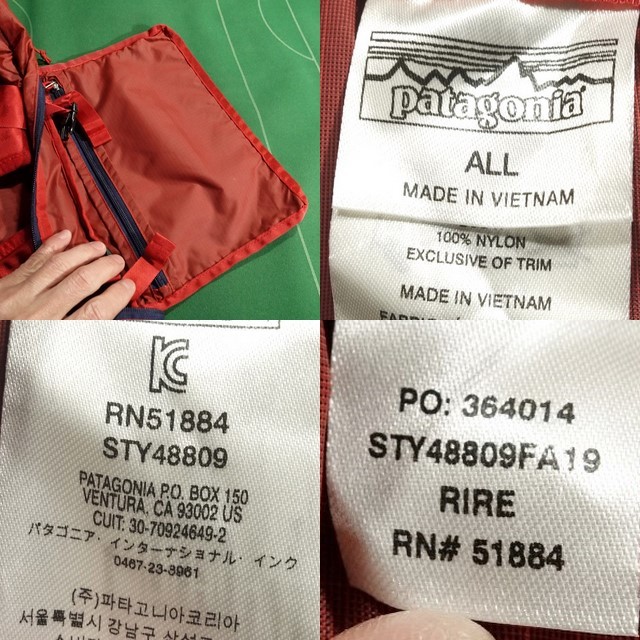 patagonia
ALL
MADE IN VIETNAM
100% NYLON
EXCLUSIVE OF TRIM
MADE IN VIETNAM
RN51884
STY48809
PATAGONIA P.O. BOX 150
VENTURA, CA 93002 US
CUIT: 30-70924649-2
パタゴニア・インターナショナル・インク
0467-23-8961
(주)파타고니아코리아
서울특별시 강남구
PO: 364014
STY48809FA19
RIRE
RN# 51884